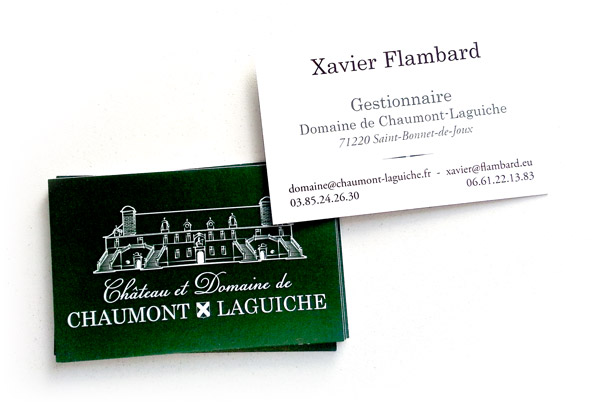 Xavier Flambard
Gestionnaire
Domaine de Chaumont-Laguiche
71220 Saint-Bonnet-de-Joux
domaine@chaumont-laguiche.fr - xavier@flambard.eu
03.85.24.26.30 06.61.22.13.83
Château et Domaine de
CHAUMONT LAGUICHE